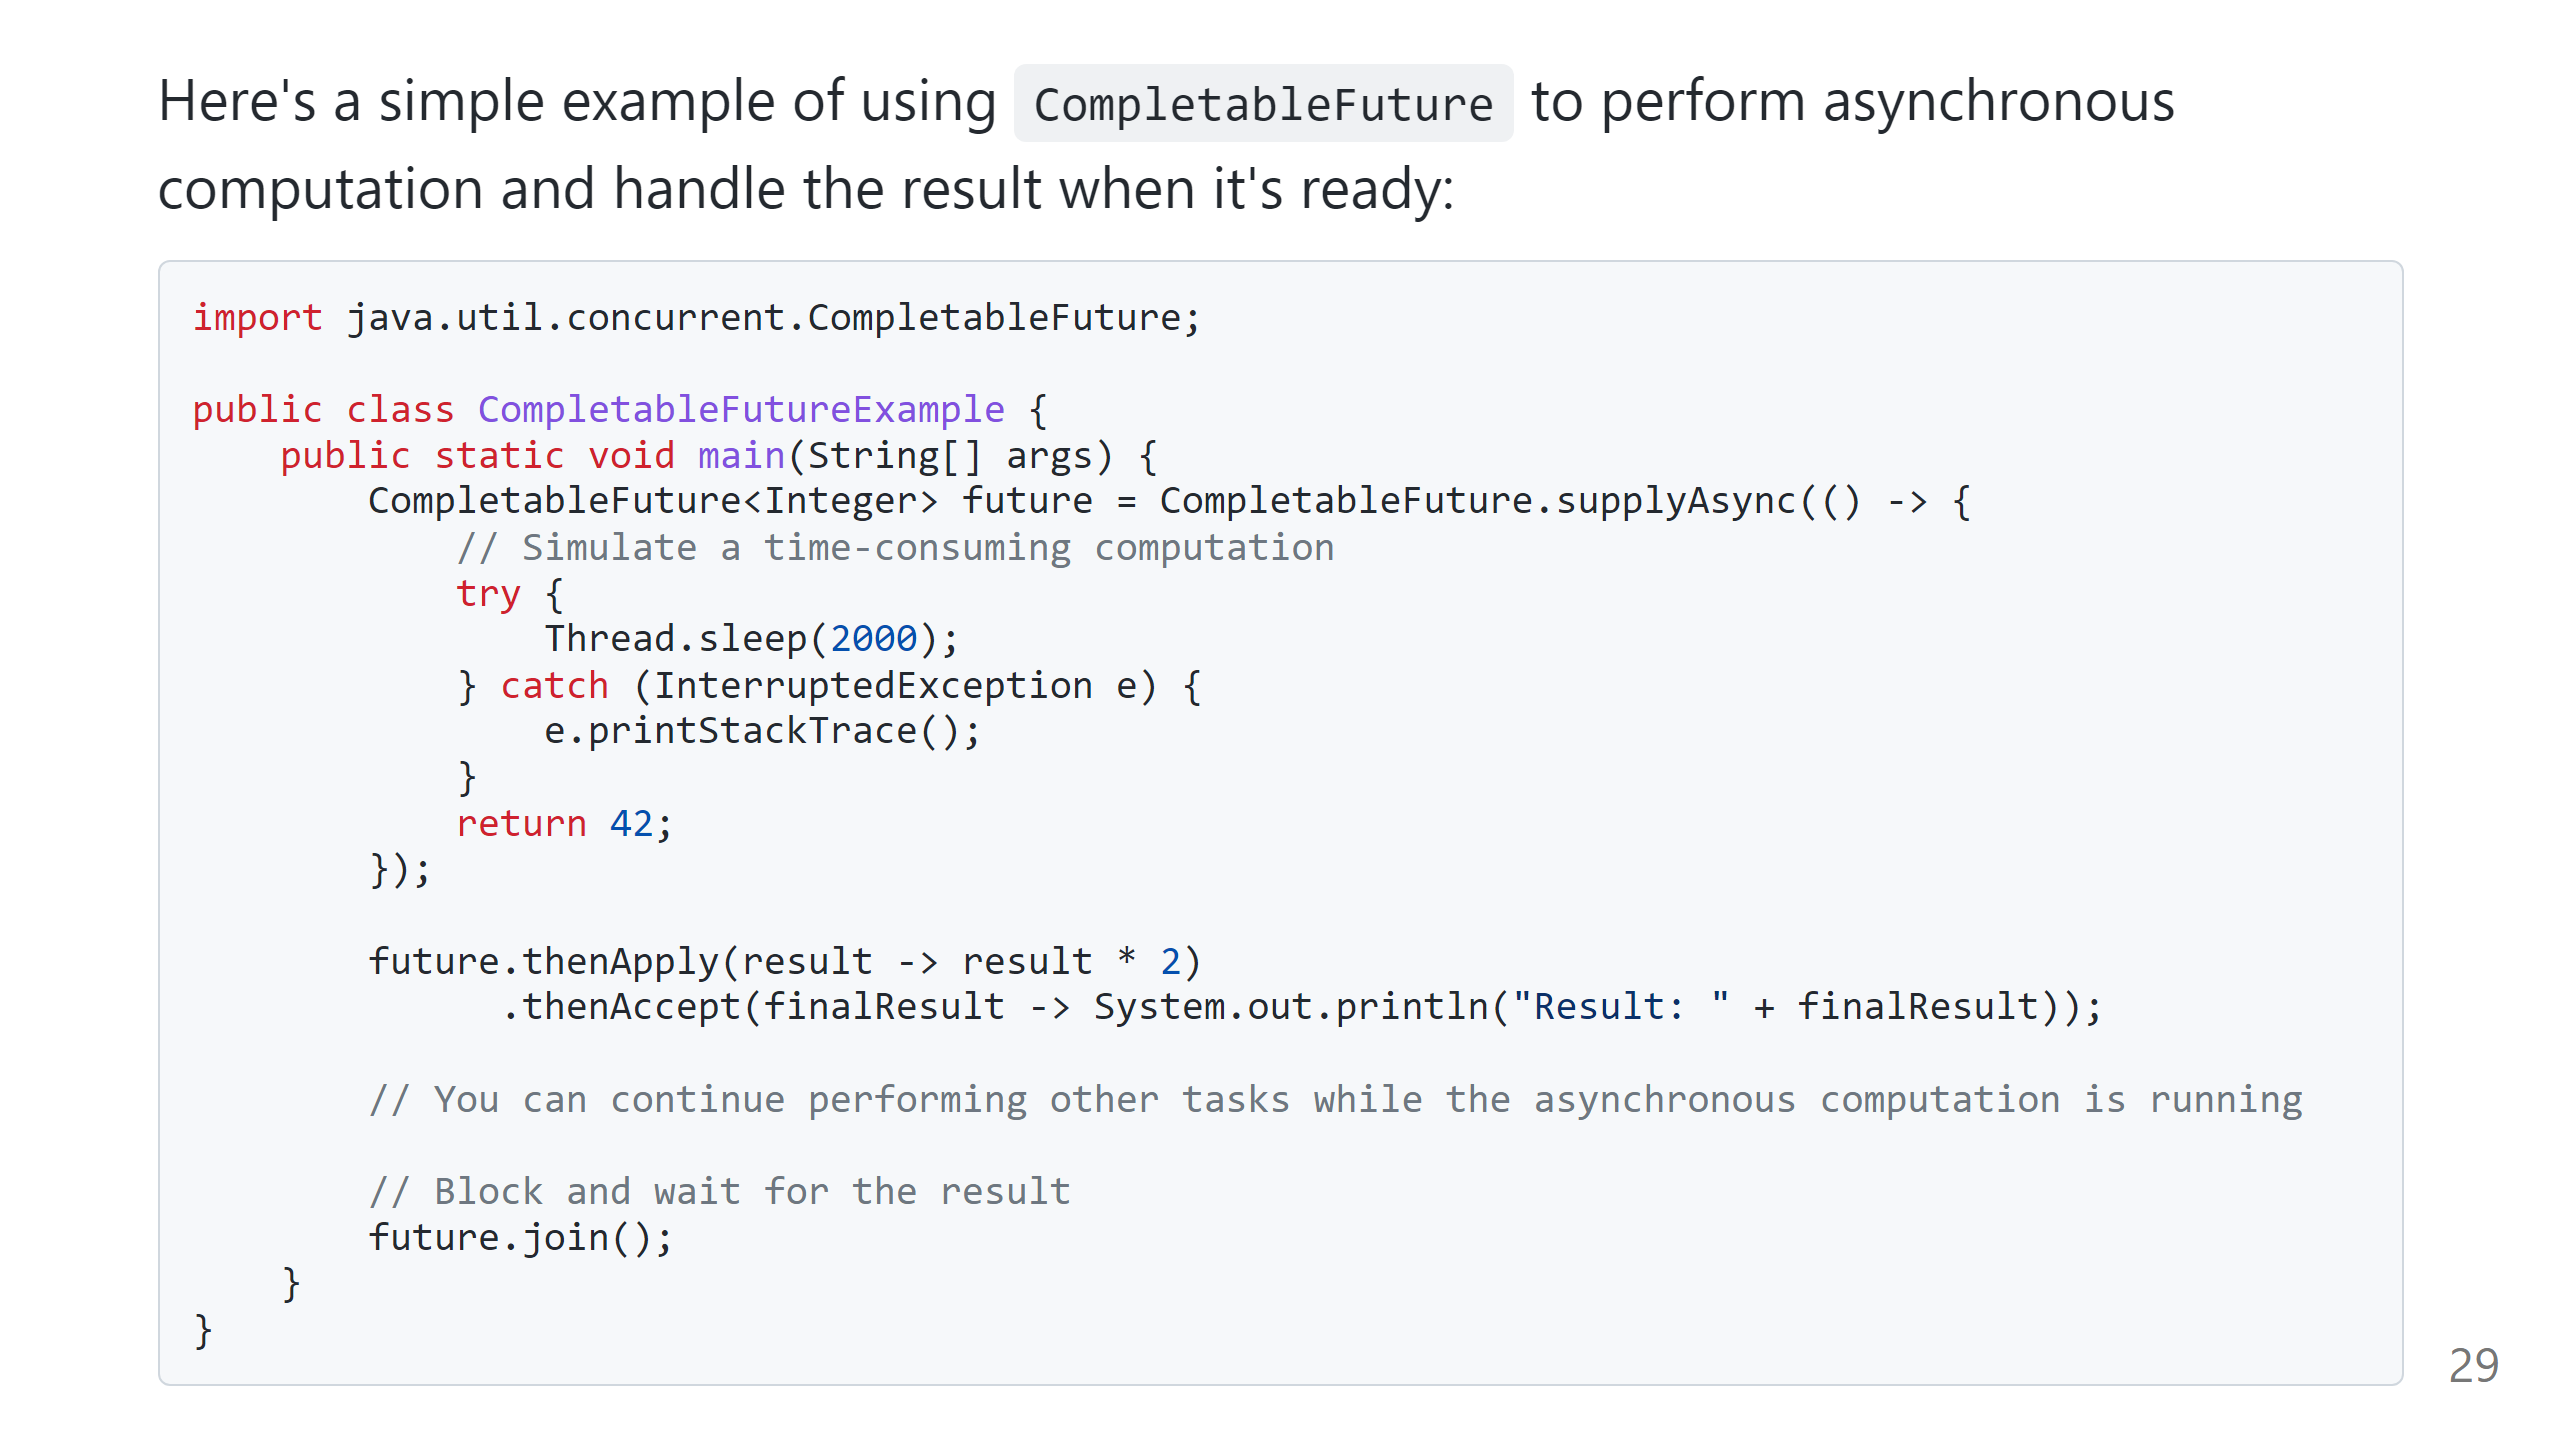 Here's a simple example of using CompletableFuture to perform asynchronous
computation and handle the result when it's ready:
import java.util.concurrent.CompletableFuture;
public class CompletableFutureExample {
    public static void main(String[] args) {
        CompletableFuture<Integer> future = CompletableFuture.supplyAsync(() -> {
            // Simulate a time-consuming computation
            try {
                Thread.sleep(2000);
            } catch (InterruptedException e) {
                e.printStackTrace();
            }
            return 42;
        });
        future.thenApply(result -> result * 2)
              .thenAccept(finalResult -> System.out.println("Result: " + finalResult));
        // You can continue performing other tasks while the asynchronous computation is running
        // Block and wait for the result
        future.join();
    }
}
29